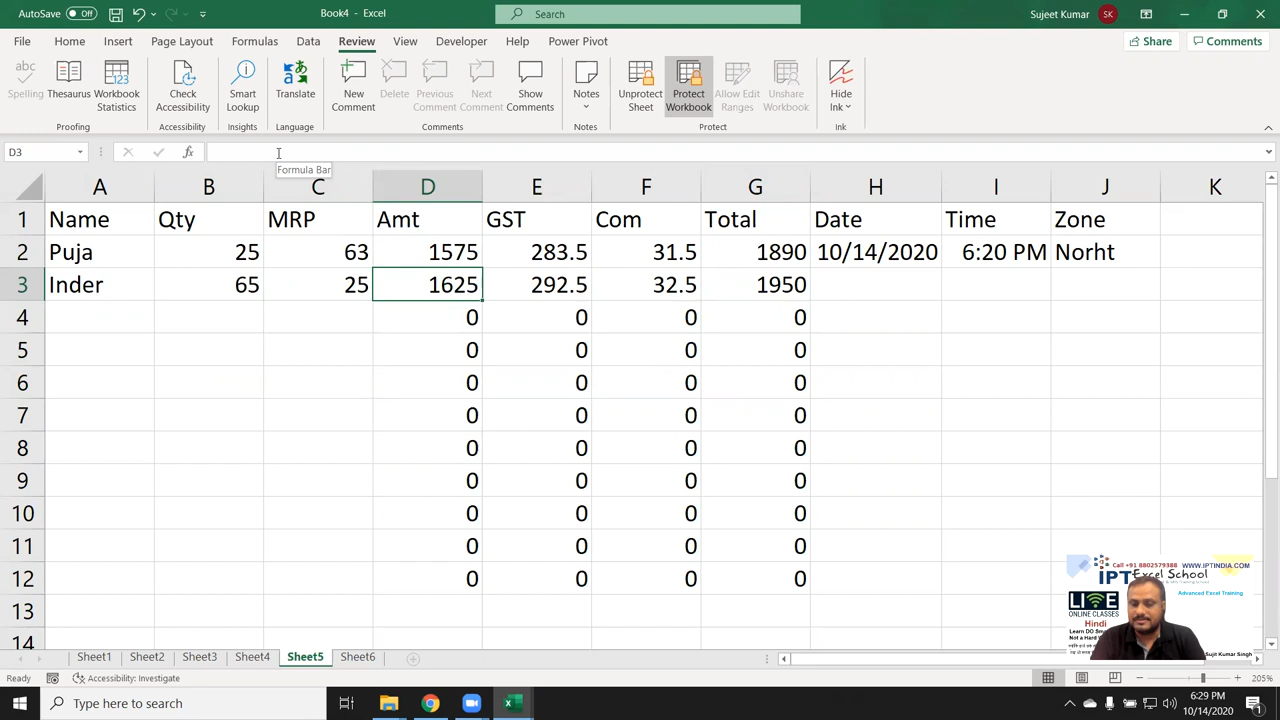 AutoSave Off Book4 - Excel Search Sujeet Kumar SK
File Home Insert Page Layout Formulas Data Review View Developer Help Power Pivot Share Comments
Spelling Thesaurus Workbook Statistics Check Accessibility Smart Lookup Translate New Comment Delete Previous Comment Next Comment Show Comments Notes Unprotect Sheet Protect Workbook Allow Edit Ranges Unshare Workbook Hide Ink
Proofing Accessibility Insights Language Comments Notes Protect Ink
D3 fx
Formula Bar
A B C D E F G H I J K
1 Name Qty MRP Amt GST Com Total Date Time Zone
2 Puja 25 63 1575 283.5 31.5 1890 10/14/2020 6:20 PM Norht
3 Inder 65 25 1625 292.5 32.5 1950
4 0 0 0 0
5 0 0 0 0
6 0 0 0 0
7 0 0 0 0
8 0 0 0 0
9 0 0 0 0
10 0 0 0 0
11 0 0 0 0
12 0 0 0 0
13
14
Call +91 8802579388 WWW.IPTINDIA.COM
IPT Excel School
Advanced Excel Training
LIVE
ONLINE CLASSES
Hindi
Learn DO Sm
Not a Hard W
Sujit Kumar Singh
Sheet1 Sheet2 Sheet3 Sheet4 Sheet5 Sheet6
Ready Accessibility: Investigate 205%
Type here to search 6:29 PM
10/14/2020